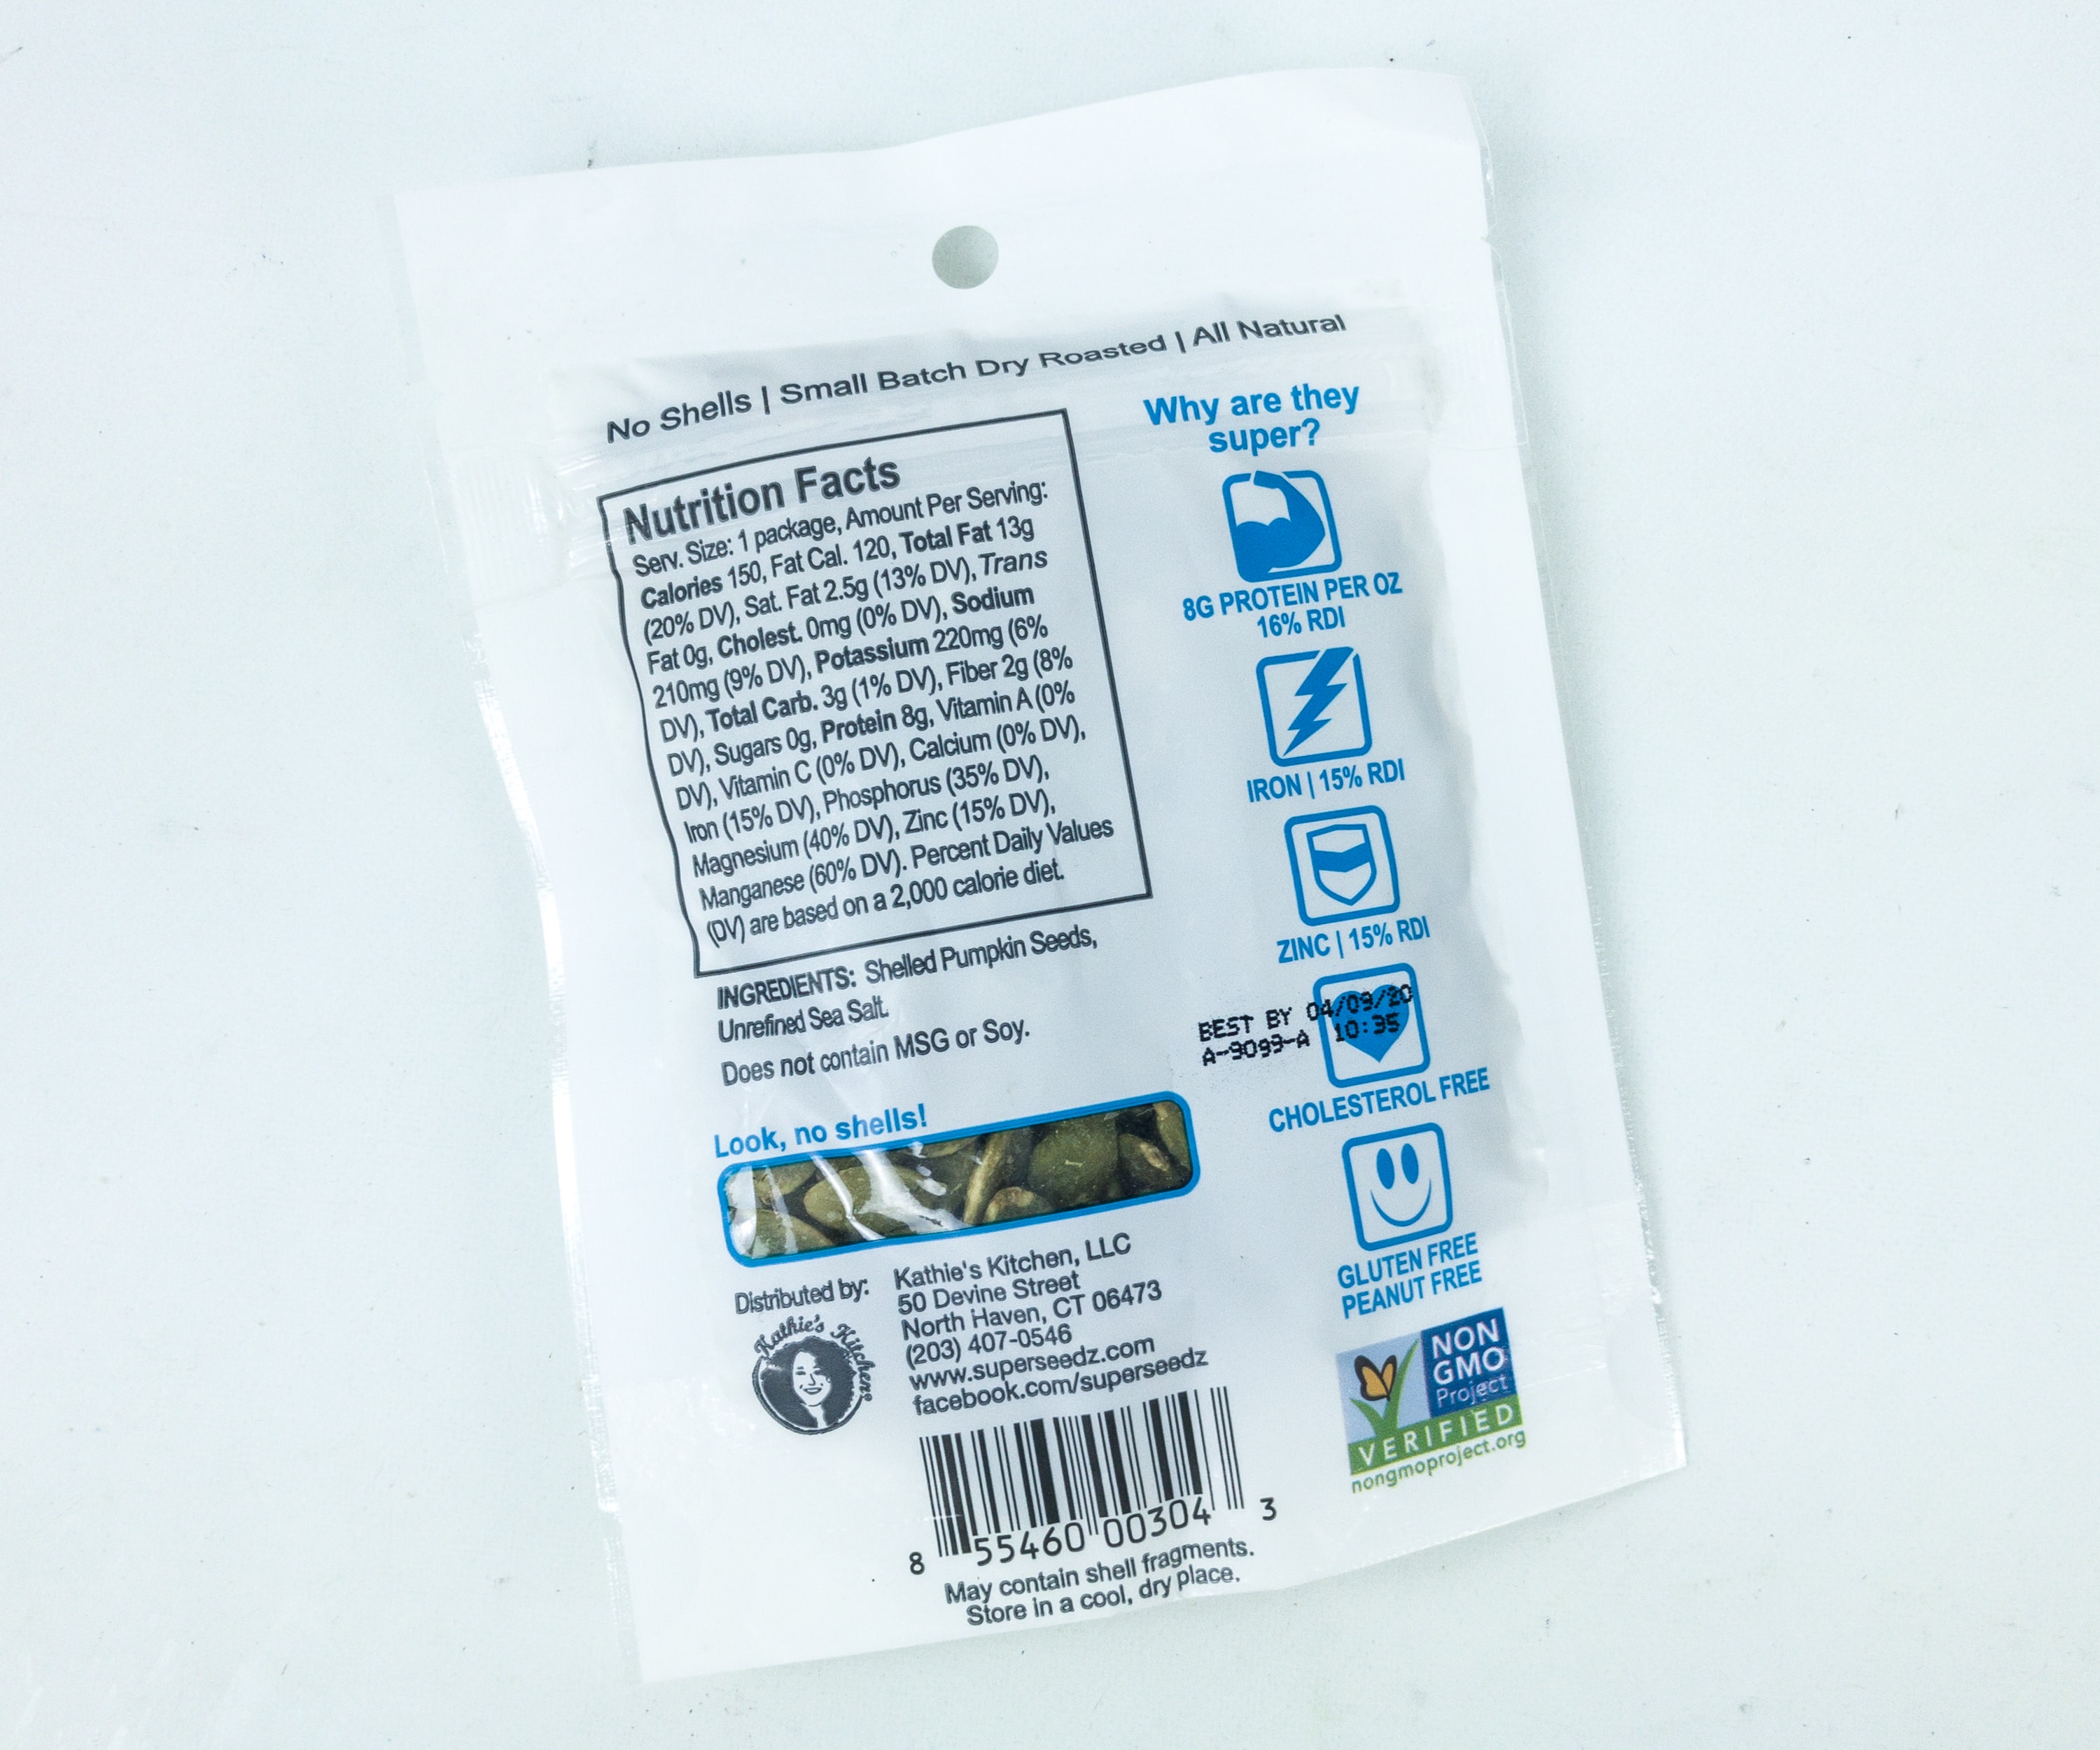 No Shells | Small Batch Dry Roasted | All Natural
Nutrition Facts
Serv. Size: 1 package, Amount Per Serving:
Calories 150, Fat Cal. 120, Total Fat 13g
(20% DV), Sat. Fat 2.5g (13% DV), Trans
Fat 0g, Cholest. 0mg (0% DV), Sodium
210mg (9% DV), Potassium 220mg (6%
DV), Total Carb. 3g (1% DV), Fiber 2g (8%
DV), Sugars 0g, Protein 8g, Vitamin A (0%
DV), Vitamin C (0% DV), Calcium (0% DV),
Iron (15% DV), Phosphorus (35% DV),
Magnesium (40% DV), Zinc (15% DV),
Manganese (60% DV). Percent Daily Values
(DV) are based on a 2,000 calorie diet.
INGREDIENTS: Shelled Pumpkin Seeds,
Unrefined Sea Salt.
Does not contain MSG or Soy.
Look, no shells!
Distributed by:
Kathie's Kitchen®
Kathie's Kitchen, LLC
50 Devine Street
North Haven, CT 06473
(203) 407-0546
www.superseedz.com
facebook.com/superseedz
8 55460 00304 3
May contain shell fragments.
Store in a cool, dry place.
Why are they
super?
8G PROTEIN PER OZ
16% RDI
IRON | 15% RDI
ZINC | 15% RDI
BEST BY 04/09/20
A-9099-A 10:35
CHOLESTEROL FREE
GLUTEN FREE
PEANUT FREE
NON
GMO
Project
VERIFIED
nongmoproject.org